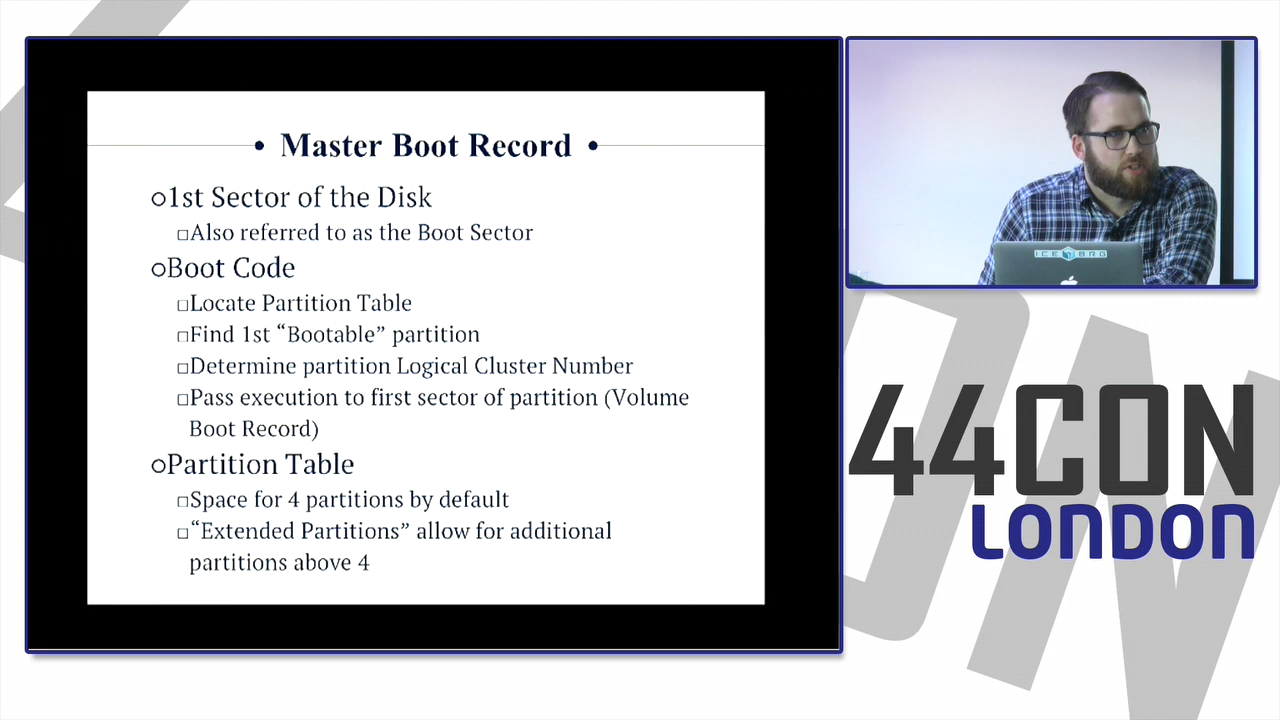 • Master Boot Record •
1st Sector of the Disk
Also referred to as the Boot Sector
Boot Code
Locate Partition Table
Find 1st “Bootable” partition
Determine partition Logical Cluster Number
Pass execution to first sector of partition (Volume
Boot Record)
Partition Table
Space for 4 partitions by default
“Extended Partitions” allow for additional
partitions above 4
ICEBRG
44CON
LONDON